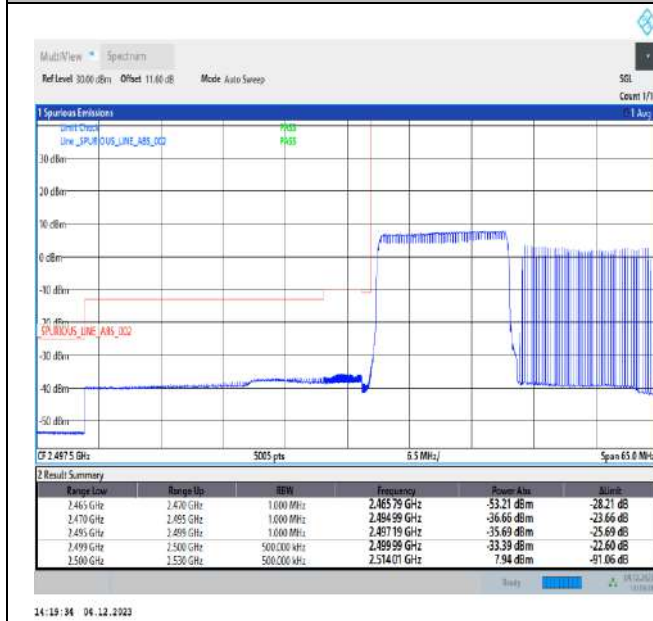 MultiView Spectrum
Ref Level 30.00 dBm Offset 11.60 dB Mode Auto Sweep SGL
Count 1/1
1 Spurious Emissions 1 Avg
Limit Check PASS
Line _SPURIOUS_LINE_ABS_002 PASS
30 dBm
20 dBm
10 dBm
0 dBm
-10 dBm
-20 dBm
_SPURIOUS_LINE_ABS_002
-30 dBm
-40 dBm
-50 dBm
CF 2.4975 GHz 5005 pts 6.5 MHz/ Span 65.0 MHz
2 Result Summary
Range Low Range Up RBW Frequency Power Abs ΔLimit
2.465 GHz 2.470 GHz 1.000 MHz 2.46579 GHz -53.21 dBm -28.21 dB
2.470 GHz 2.495 GHz 1.000 MHz 2.49499 GHz -36.66 dBm -23.66 dB
2.495 GHz 2.499 GHz 1.000 MHz 2.49719 GHz -35.69 dBm -25.69 dB
2.499 GHz 2.500 GHz 500.000 kHz 2.49999 GHz -33.39 dBm -22.60 dB
2.500 GHz 2.530 GHz 500.000 kHz 2.51401 GHz 7.94 dBm -91.06 dB
Ready
14:19:34 04.12.2023